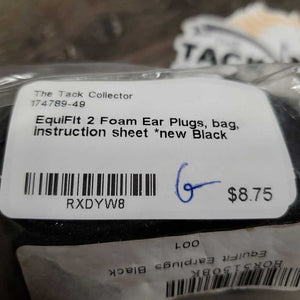 TACK
The Tack Collector
174789-49
EquiFit 2 Foam Ear Plugs, bag,
instruction sheet *new Black
RXDYW8
G
$8.75
EquiFit Earplugs Black
001